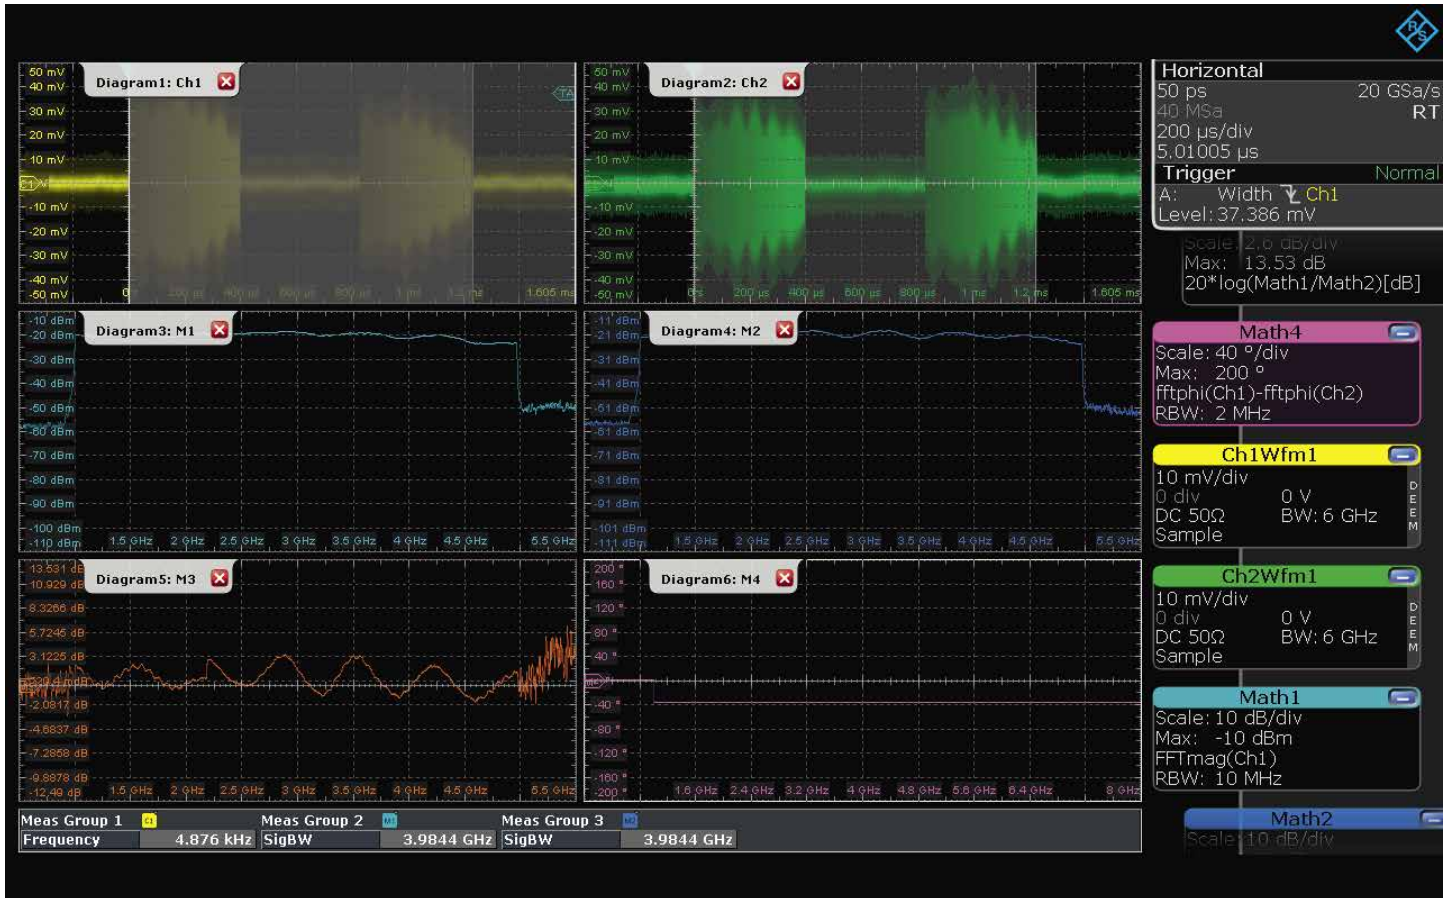 R&S
Diagram1: Ch1
50 mV
40 mV
30 mV
20 mV
10 mV
-10 mV
-20 mV
-30 mV
-40 mV
-50 mV
TA
C1
0
200 µs
1 ms
1.2 ms
1.605 ms
Diagram2: Ch2
50 mV
40 mV
30 mV
20 mV
10 mV
-10 mV
-20 mV
-30 mV
-40 mV
-50 mV
200 µs
400 µs
600 µs
800 µs
1 ms
1.2 ms
1.605 ms
Diagram3: M1
-10 dBm
-20 dBm
-30 dBm
-40 dBm
-50 dBm
-60 dBm
-70 dBm
-80 dBm
-90 dBm
-100 dBm
-110 dBm
1.5 GHz 2 GHz 2.5 GHz 3 GHz 3.5 GHz 4 GHz 4.5 GHz 5.5 GHz
Diagram4: M2
-11 dBm
-21 dBm
-31 dBm
-41 dBm
-51 dBm
-61 dBm
-71 dBm
-81 dBm
-91 dBm
-101 dBm
-111 dBm
1.5 GHz 2 GHz 2.5 GHz 3 GHz 3.5 GHz 4 GHz 4.5 GHz 5.5 GHz
Diagram5: M3
13.531 dB
10.929 dB
8.3266 dB
5.7245 dB
3.1225 dB
-2.0817 dB
-4.6837 dB
-7.2858 dB
-9.8878 dB
-12.49 dB
1.5 GHz 2 GHz 2.5 GHz 3 GHz 3.5 GHz 4 GHz 4.5 GHz 5.5 GHz
Diagram6: M4
200 °
160 °
120 °
80 °
40 °
-40 °
-80 °
-120 °
-160 °
-200 °
1.6 GHz 2.4 GHz 3.2 GHz 4 GHz 4.8 GHz 5.6 GHz 6.4 GHz 8 GHz
Meas Group 1 C1 Meas Group 2 M1 Meas Group 3 M2
Frequency 4.876 kHz SigBW 3.9844 GHz SigBW 3.9844 GHz
Horizontal
50 ps 20 GSa/s
40 MSa RT
200 µs/div
5.01005 µs
Trigger Normal
A: Width Ch1
Level: 37.386 mV
Scale: 2.6 dB/div
Max: 13.53 dB
20*log(Math1/Math2)[dB]
Math4
Scale: 40 °/div
Max: 200 °
fftphi(Ch1)-fftphi(Ch2)
RBW: 2 MHz
Ch1Wfm1
10 mV/div
0 div 0 V
DC 50Ω BW: 6 GHz
Sample
DEEM
Ch2Wfm1
10 mV/div
0 div 0 V
DC 50Ω BW: 6 GHz
Sample
DEEM
Math1
Scale: 10 dB/div
Max: -10 dBm
FFTmag(Ch1)
RBW: 10 MHz
Math2
Scale: 10 dB/div